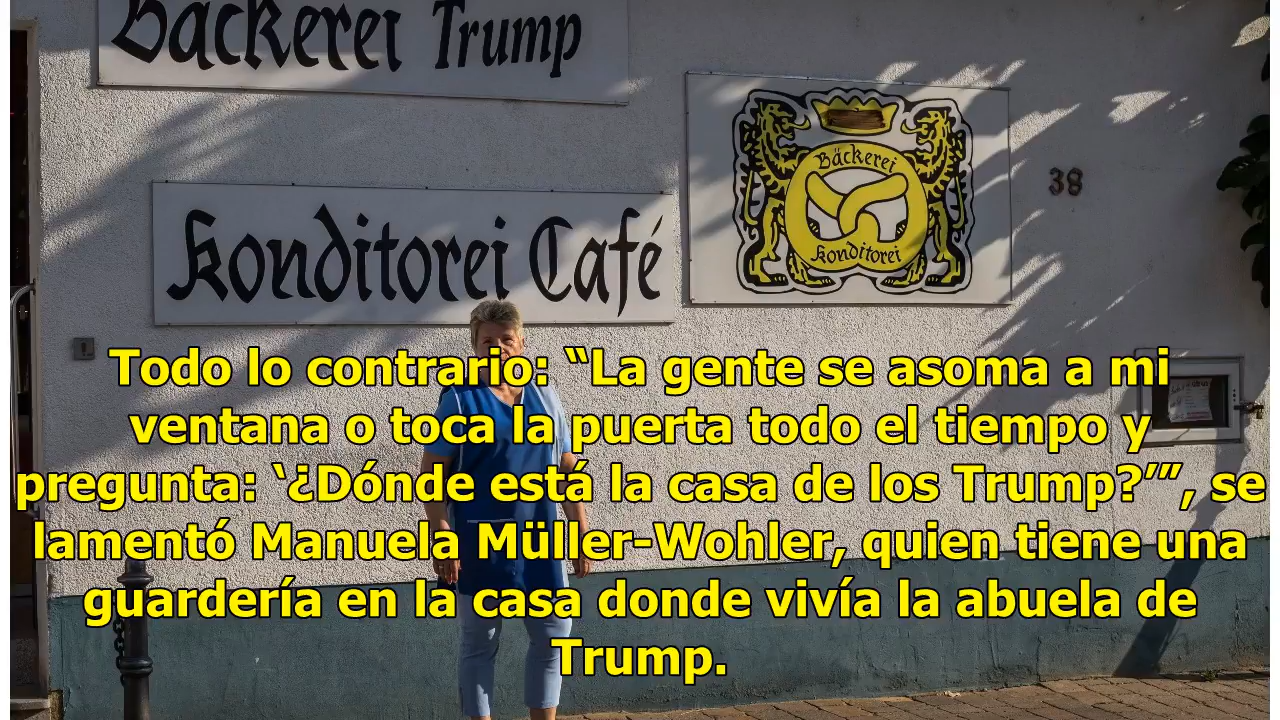 Bäckerei Trump
Bäckerei
Konditorei
38
Konditorei Café
Todo lo contrario: “La gente se asoma a mi
ventana o toca la puerta todo el tiempo y
pregunta: ‘¿Dónde está la casa de los Trump?’”, se
lamentó Manuela Müller-Wohler, quien tiene una
guardería en la casa donde vivía la abuela de
Trump.